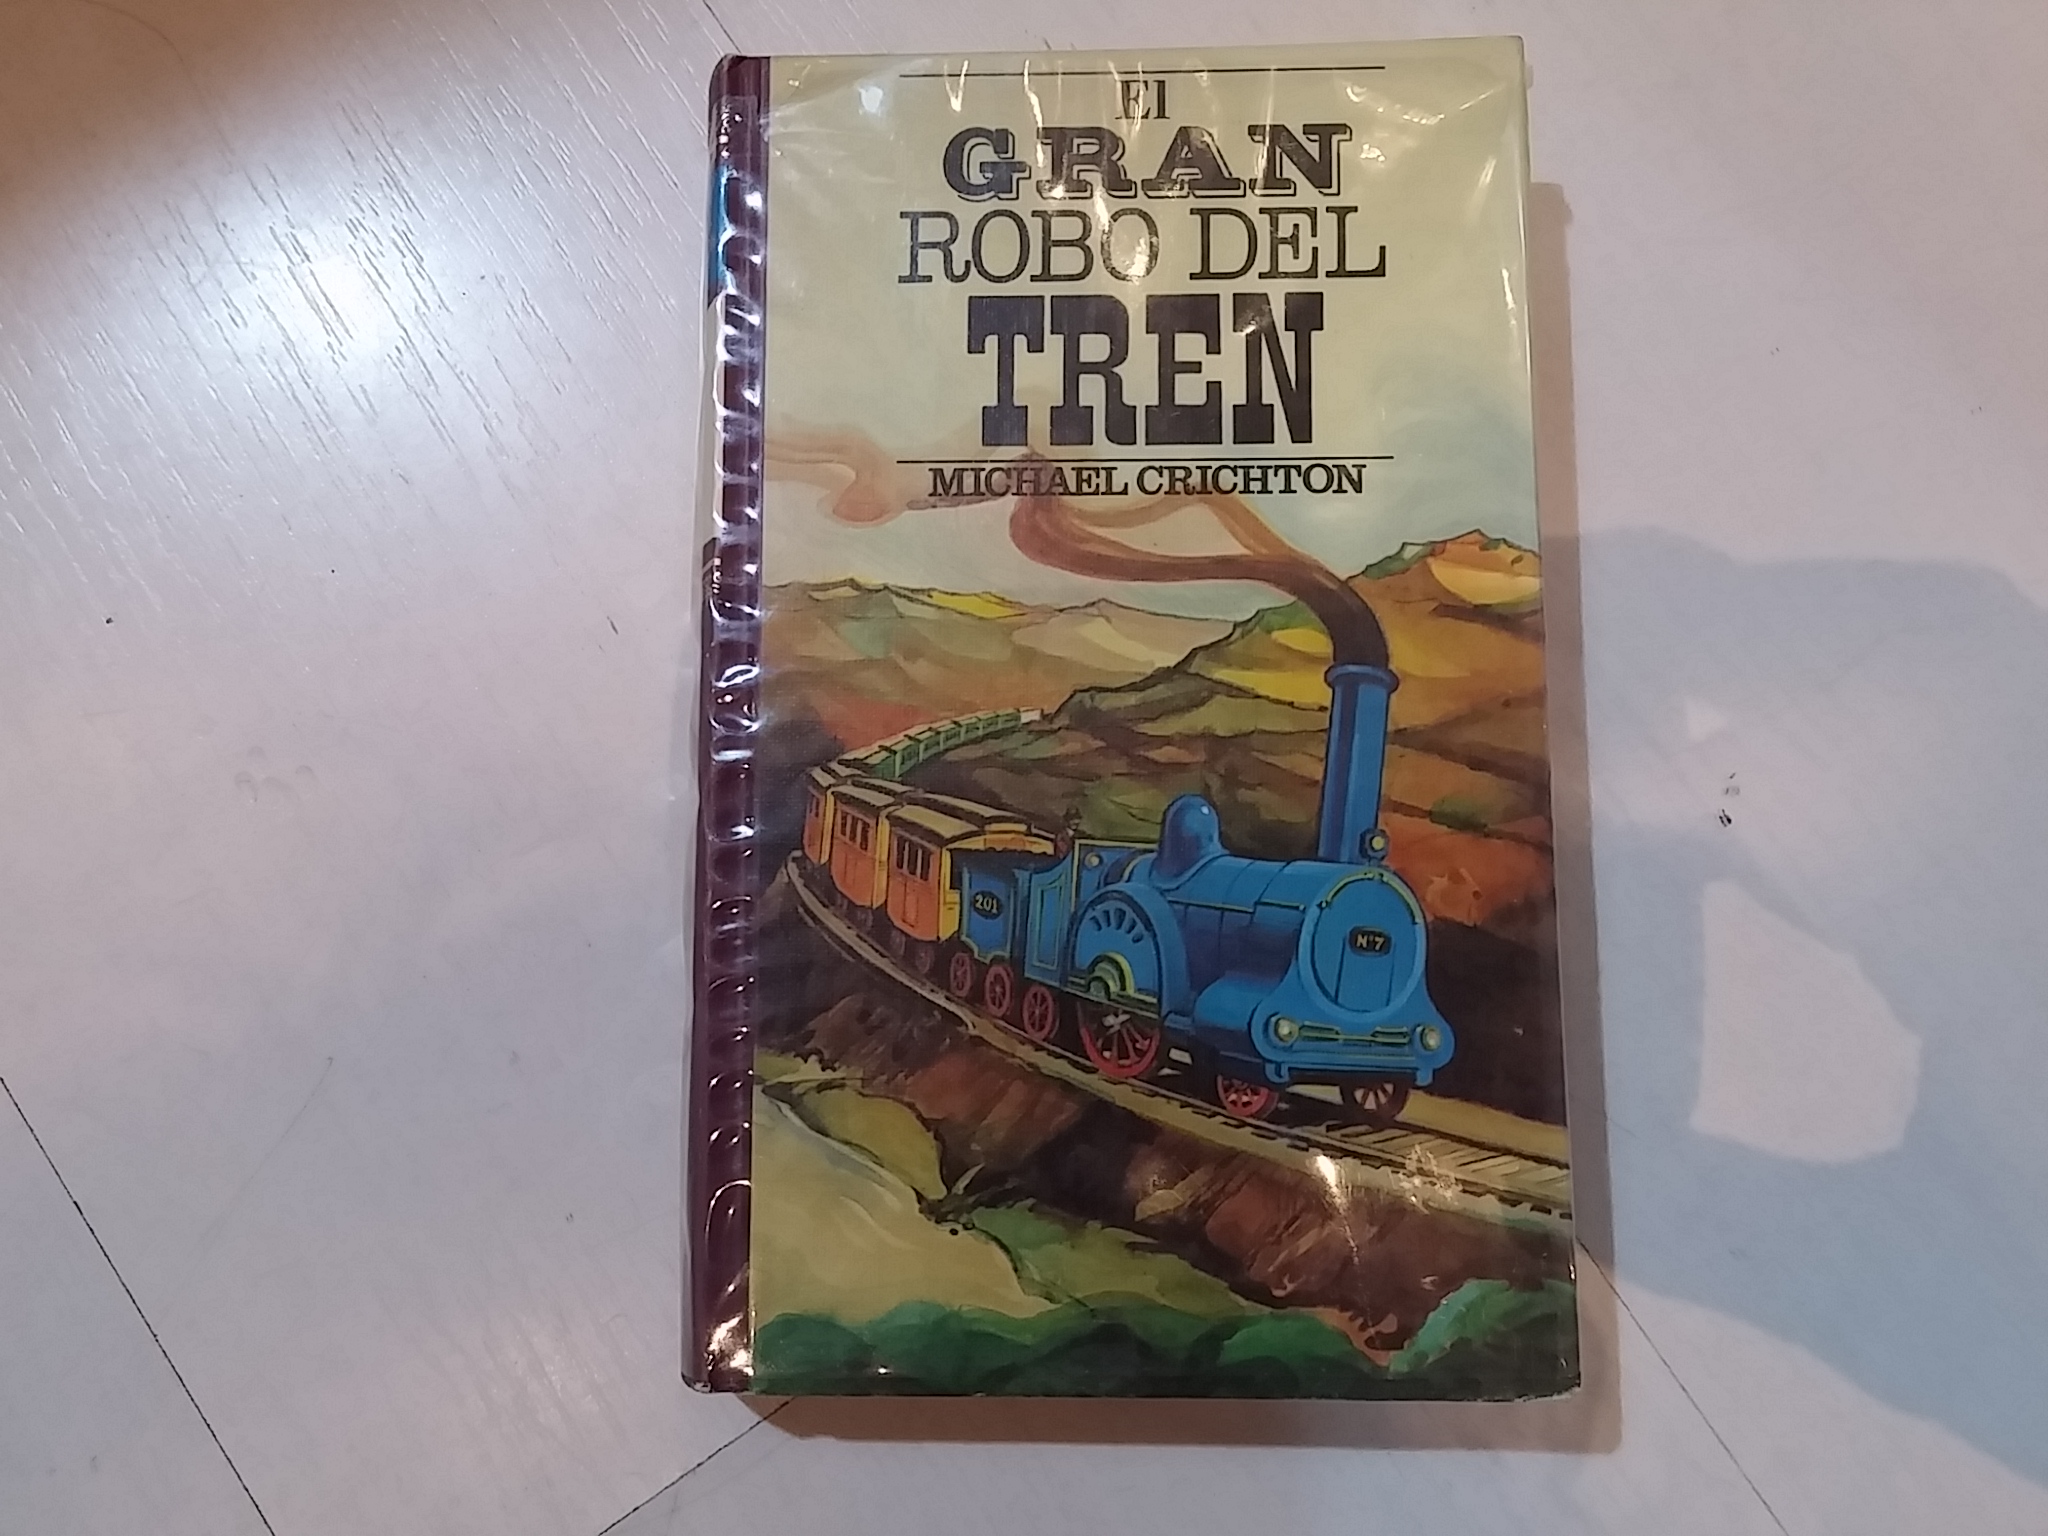 El
GRAN
ROBO DEL
TREN
MICHAEL CRICHTON
201
Nº7